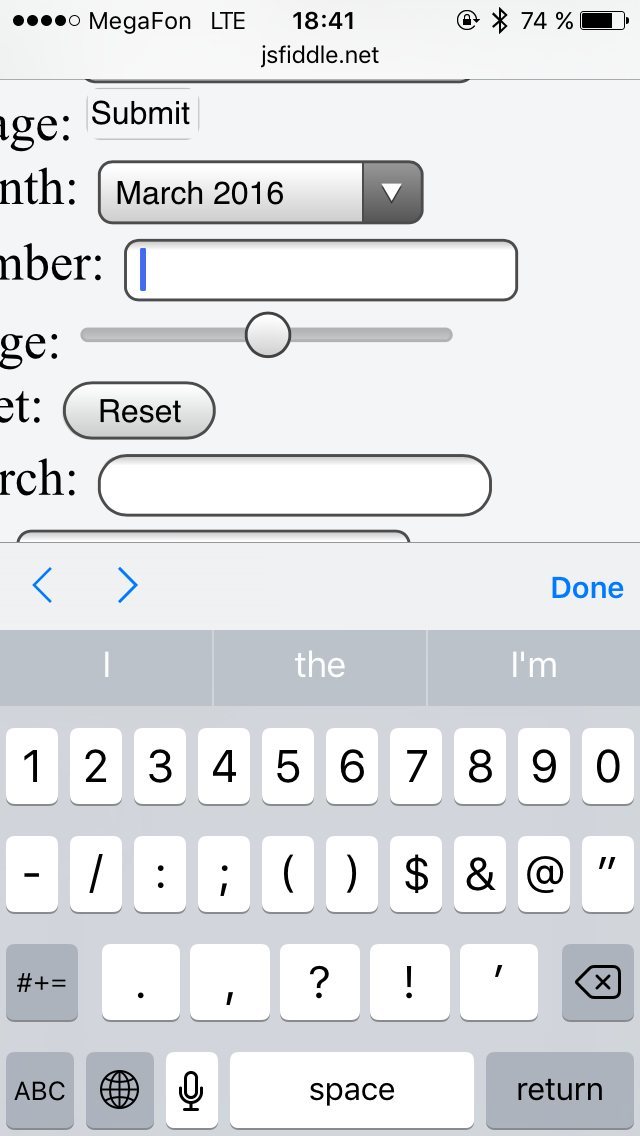 MegaFon LTE 18:41 74 %
jsfiddle.net
age: Submit
nth: March 2016
mber:
ge:
et: Reset
rch:
Done
I the I'm
1 2 3 4 5 6 7 8 9 0
- / : ; ( ) $ & @ "
#+= . , ? ! '
ABC space return